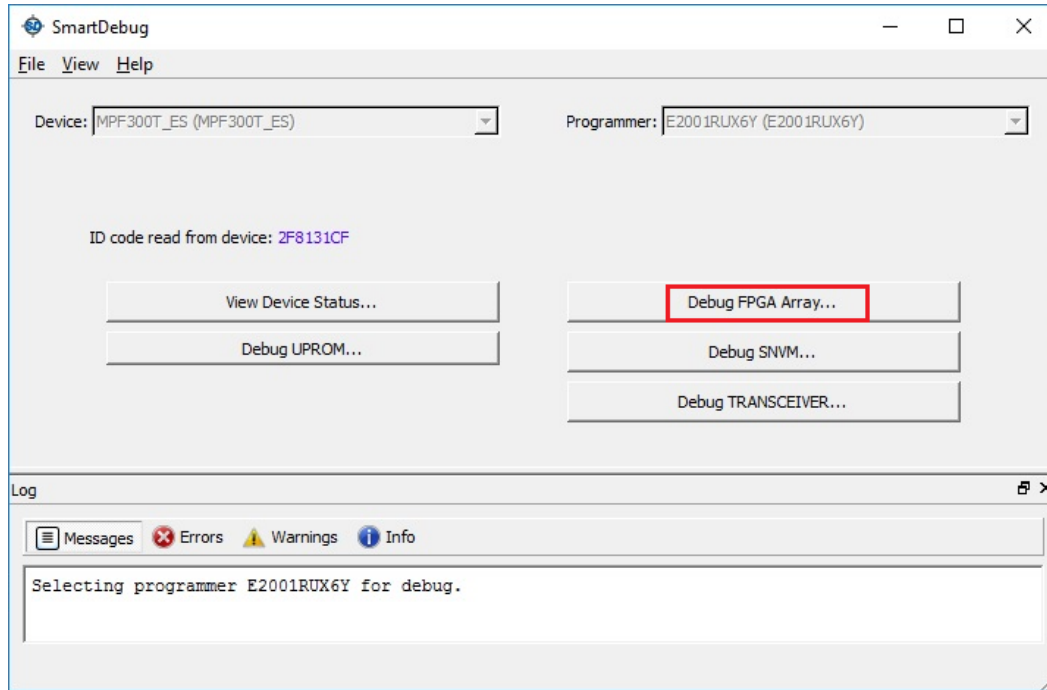 SmartDebug
File View Help
Device: MPF300T_ES (MPF300T_ES) Programmer: E2001RUX6Y (E2001RUX6Y)
ID code read from device: 2F8131CF
View Device Status... Debug FPGA Array...
Debug UPROM... Debug SNVM...
Debug TRANSCEIVER...
Log
Messages Errors Warnings Info
Selecting programmer E2001RUX6Y for debug.